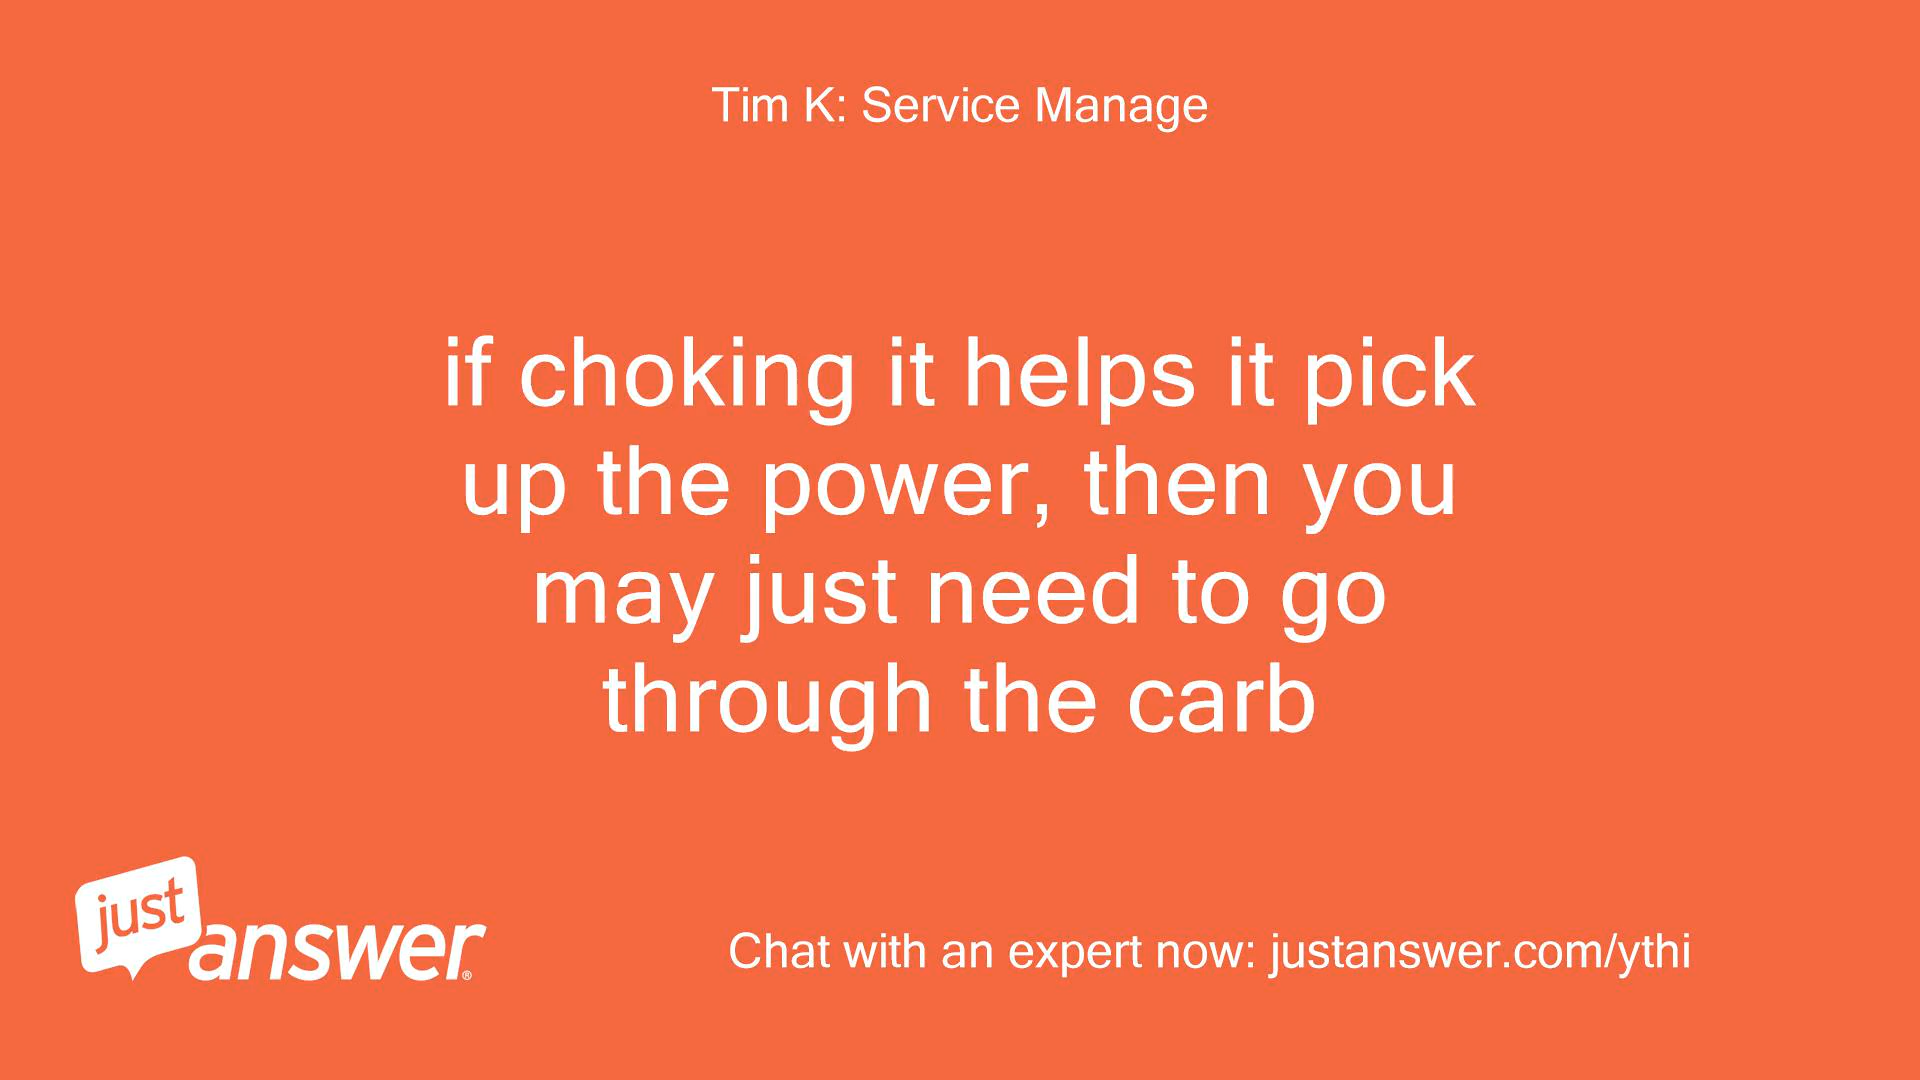 Tim K: Service Manage
if choking it helps it pick
up the power, then you
may just need to go
through the carb
just
answer®
Chat with an expert now: justanswer.com/ythi